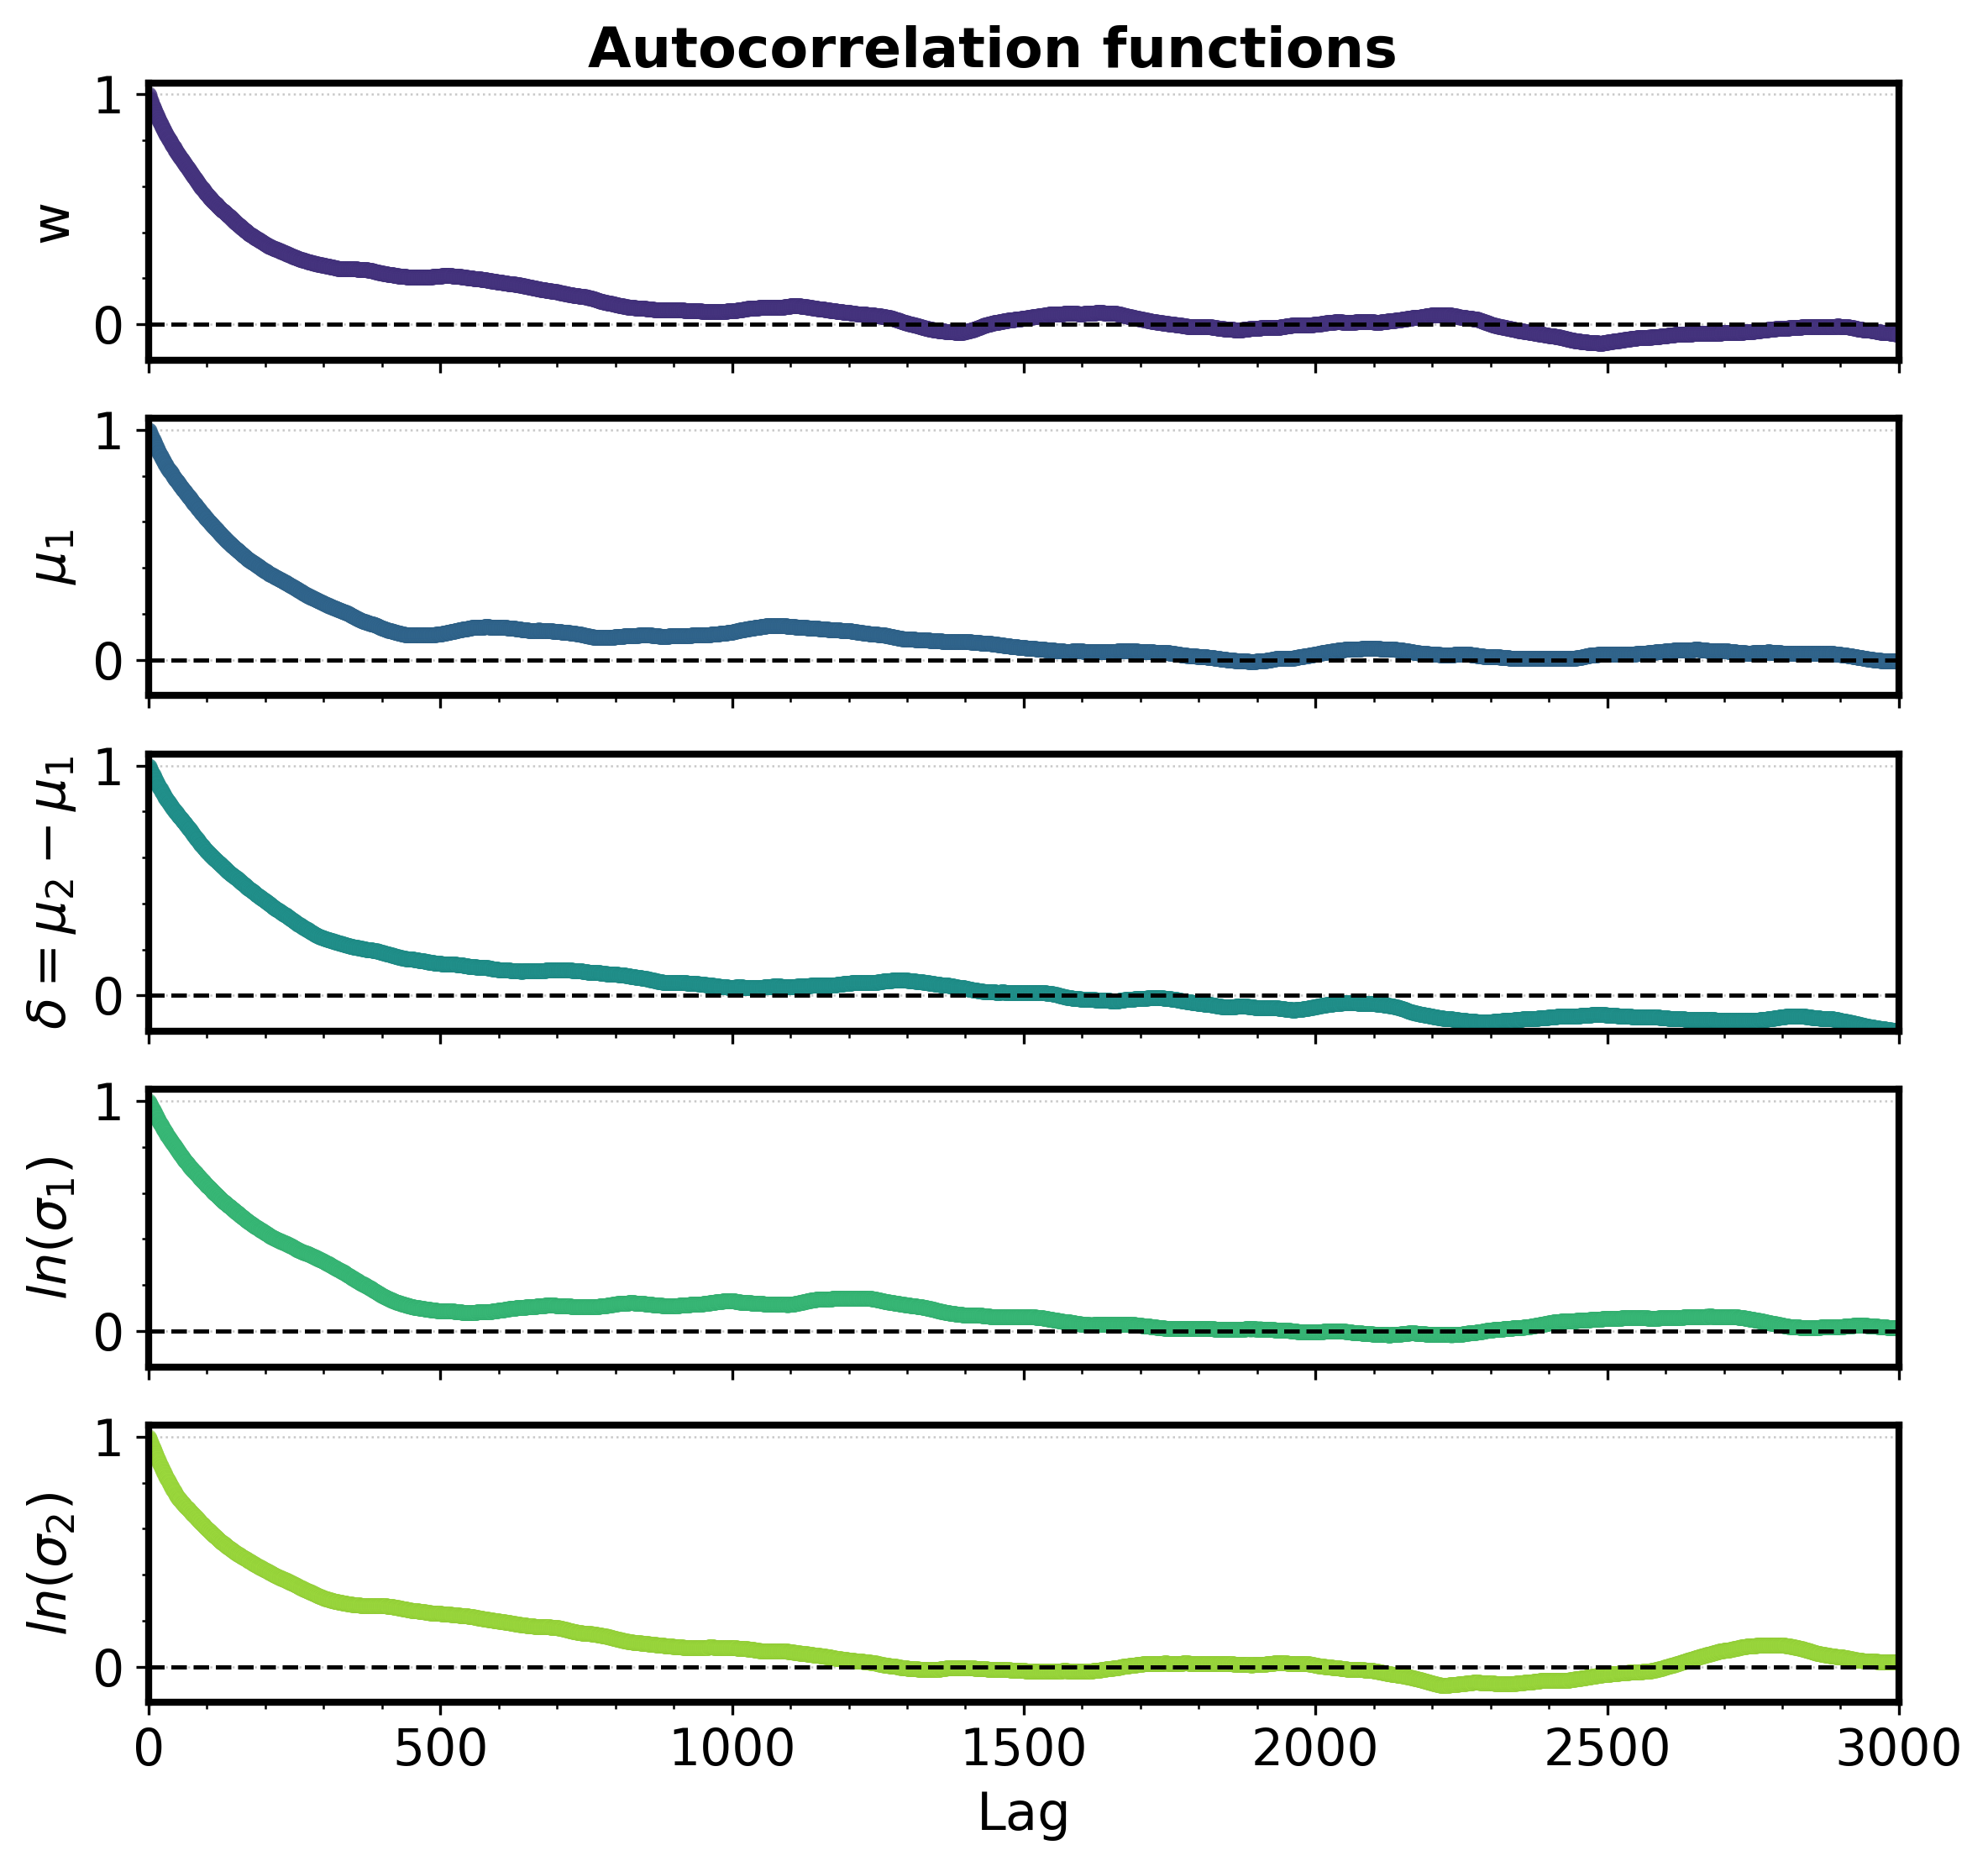 Autocorrelation functions
1
w
0
1
μ₁
0
1
δ = μ₂ − μ₁
0
1
ln(σ₁)
0
1
ln(σ₂)
0
0 500 1000 1500 2000 2500 3000
Lag